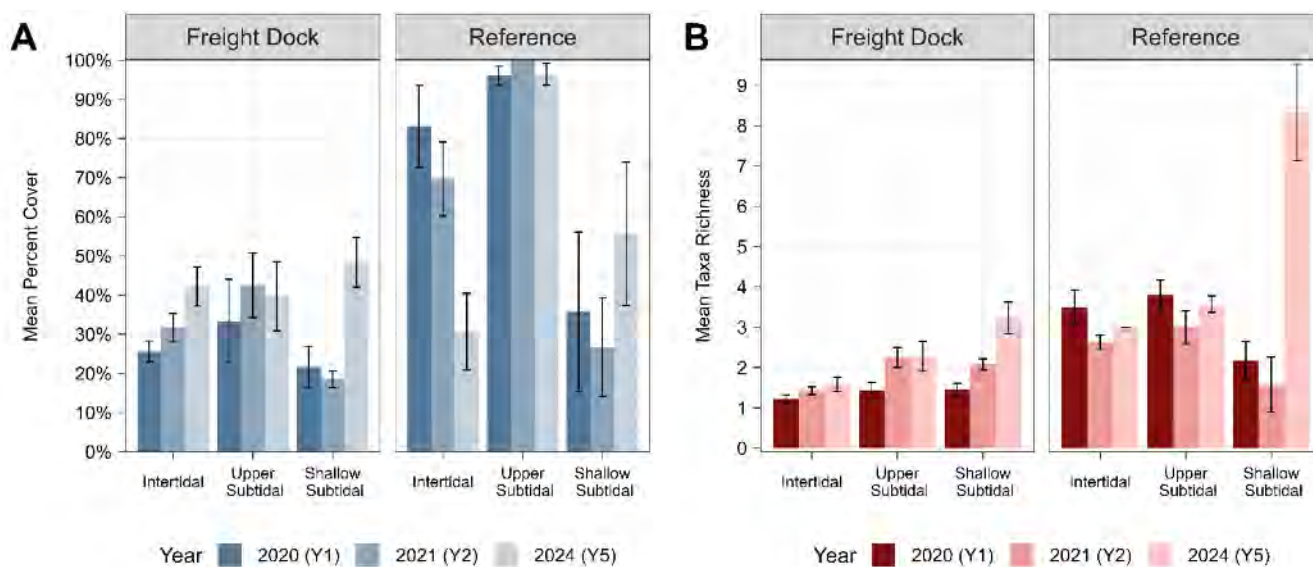 A
Freight Dock
Reference
100%
90%
80%
70%
60%
50%
40%
30%
20%
10%
0%
Mean Percent Cover
Intertidal
Upper
Subtidal
Shallow
Subtidal
Intertidal
Upper
Subtidal
Shallow
Subtidal
Year 2020 (Y1) 2021 (Y2) 2024 (Y5)
B
Freight Dock
Reference
9
8
7
6
5
4
3
2
1
0
Mean Taxa Richness
Intertidal
Upper
Subtidal
Shallow
Subtidal
Intertidal
Upper
Subtidal
Shallow
Subtidal
Year 2020 (Y1) 2021 (Y2) 2024 (Y5)